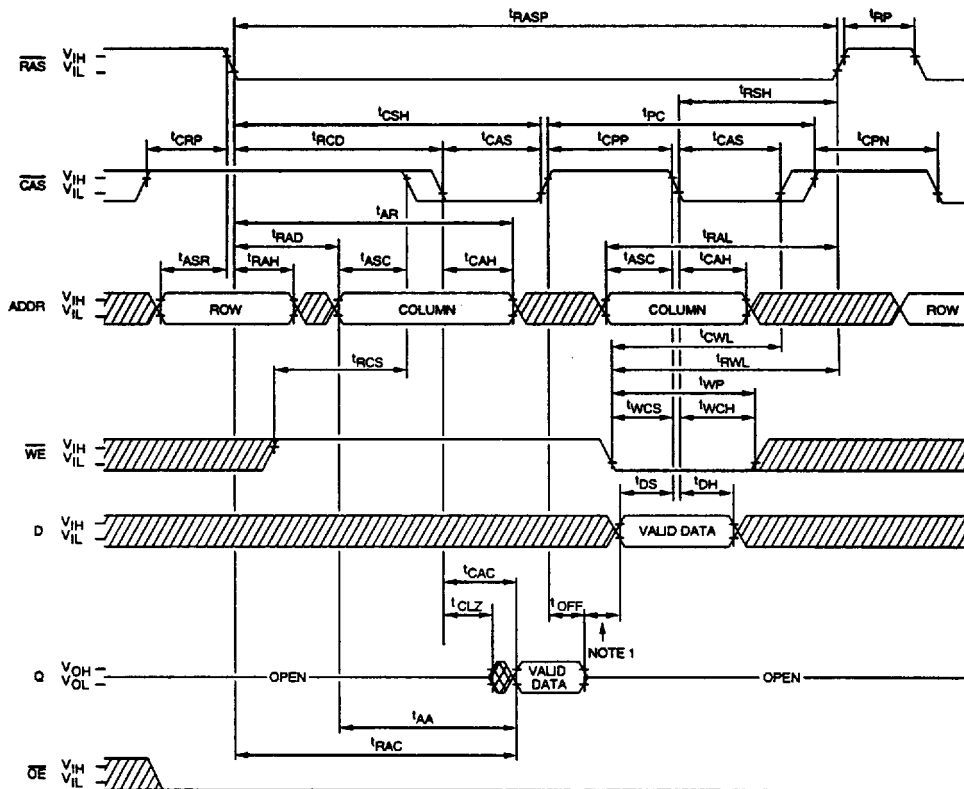 tRASP
tRP
RAS VIH
VIL
tRSH
tCSH
tPC
tCRP
tRCD
tCAS
tCPP
tCAS
tCPN
CAS VIH
VIL
tAR
tRAD
tRAL
tASR
tRAH
tASC
tCAH
tASC
tCAH
ADDR VIH
VIL
ROW
COLUMN
COLUMN
ROW
tCWL
tRCS
tRWL
tWP
tWCS
tWCH
WE VIH
VIL
tDS
tDH
D VIH
VIL
VALID DATA
tCAC
tCLZ
tOFF
NOTE 1
Q VOH
VOL
OPEN
VALID
DATA
OPEN
tAA
tRAC
OE VIH
VIL